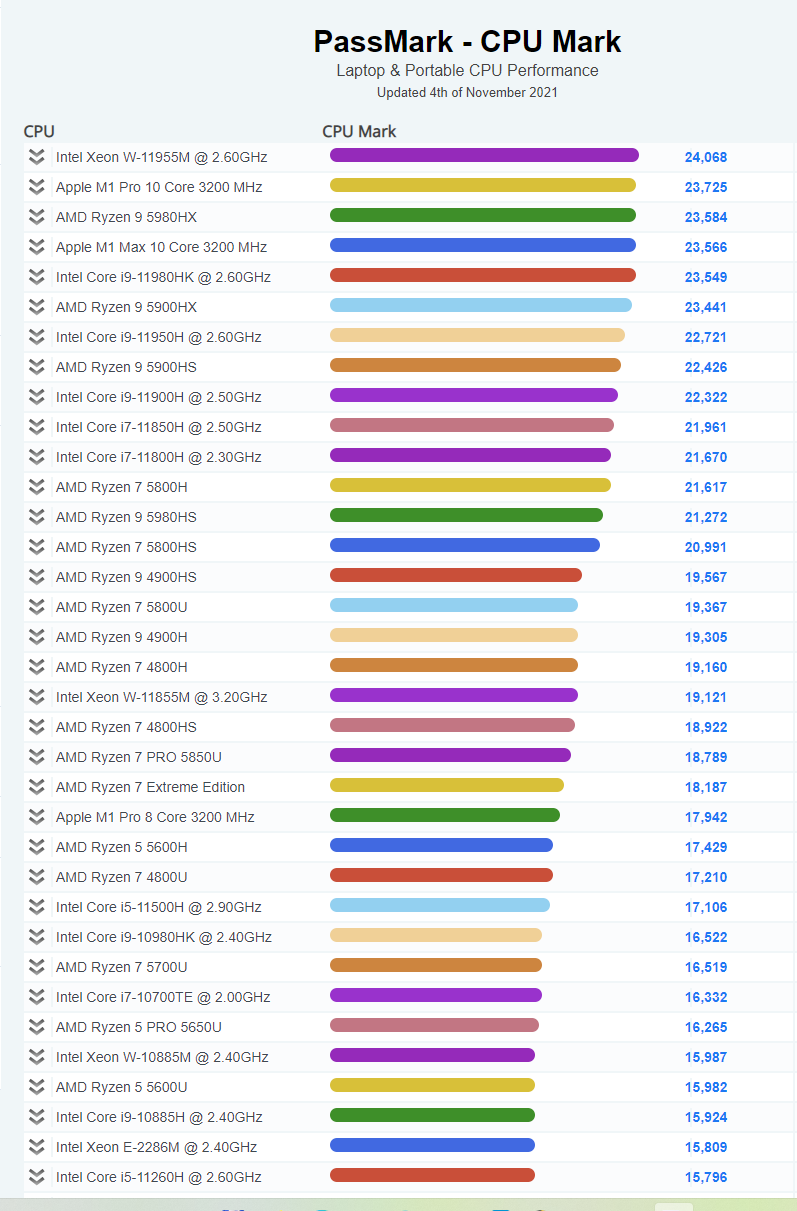 PassMark - CPU Mark
Laptop & Portable CPU Performance
Updated 4th of November 2021
CPU CPU Mark
Intel Xeon W-11955M @ 2.60GHz 24,068
Apple M1 Pro 10 Core 3200 MHz 23,725
AMD Ryzen 9 5980HX 23,584
Apple M1 Max 10 Core 3200 MHz 23,566
Intel Core i9-11980HK @ 2.60GHz 23,549
AMD Ryzen 9 5900HX 23,441
Intel Core i9-11950H @ 2.60GHz 22,721
AMD Ryzen 9 5900HS 22,426
Intel Core i9-11900H @ 2.50GHz 22,322
Intel Core i7-11850H @ 2.50GHz 21,961
Intel Core i7-11800H @ 2.30GHz 21,670
AMD Ryzen 7 5800H 21,617
AMD Ryzen 9 5980HS 21,272
AMD Ryzen 7 5800HS 20,991
AMD Ryzen 9 4900HS 19,567
AMD Ryzen 7 5800U 19,367
AMD Ryzen 9 4900H 19,305
AMD Ryzen 7 4800H 19,160
Intel Xeon W-11855M @ 3.20GHz 19,121
AMD Ryzen 7 4800HS 18,922
AMD Ryzen 7 PRO 5850U 18,789
AMD Ryzen 7 Extreme Edition 18,187
Apple M1 Pro 8 Core 3200 MHz 17,942
AMD Ryzen 5 5600H 17,429
AMD Ryzen 7 4800U 17,210
Intel Core i5-11500H @ 2.90GHz 17,106
Intel Core i9-10980HK @ 2.40GHz 16,522
AMD Ryzen 7 5700U 16,519
Intel Core i7-10700TE @ 2.00GHz 16,332
AMD Ryzen 5 PRO 5650U 16,265
Intel Xeon W-10885M @ 2.40GHz 15,987
AMD Ryzen 5 5600U 15,982
Intel Core i9-10885H @ 2.40GHz 15,924
Intel Xeon E-2286M @ 2.40GHz 15,809
Intel Core i5-11260H @ 2.60GHz 15,796